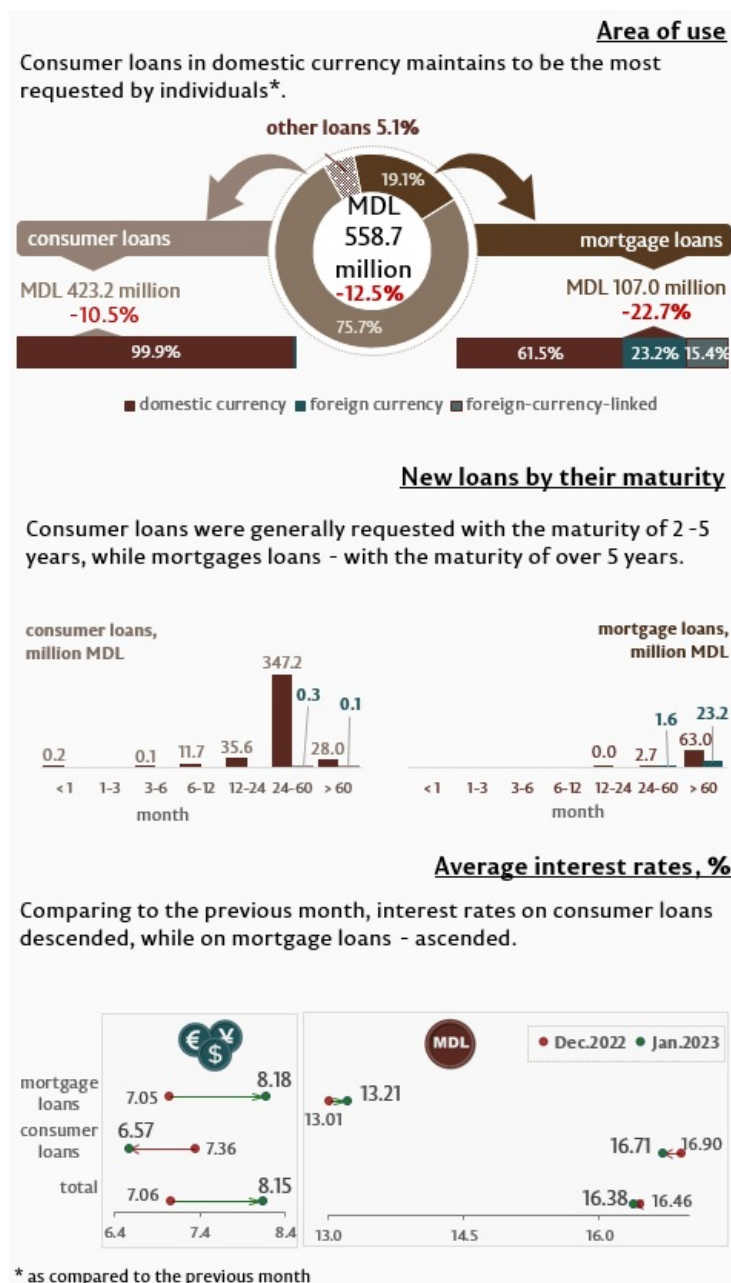 Area of use
Consumer loans in domestic currency maintains to be the most
requested by individuals*.
other loans 5.1%
19.1%
MDL
558.7
million
-12.5%
75.7%
consumer loans
MDL 423.2 million
-10.5%
99.9%
mortgage loans
MDL 107.0 million
-22.7%
61.5% 23.2% 15.4%
domestic currency foreign currency foreign-currency-linked
New loans by their maturity
Consumer loans were generally requested with the maturity of 2 -5
years, while mortgages loans - with the maturity of over 5 years.
consumer loans,
million MDL
0.2 0.1 11.7 35.6 347.2 0.3 28.0 0.1
<1 1-3 3-6 6-12 12-24 24-60 > 60
month
mortgage loans,
million MDL
0.0 2.7 1.6 63.0 23.2
<1 1-3 3-6 6-12 12-24 24-60 > 60
month
Average interest rates, %
Comparing to the previous month, interest rates on consumer loans
descended, while on mortgage loans - ascended.
€ ¥
$
MDL
Dec.2022 Jan.2023
mortgage
loans
7.05 8.18
13.01 13.21
consumer
loans
6.57 7.36
16.71 16.90
total
7.06 8.15
16.38 16.46
6.4 7.4 8.4
13.0 14.5 16.0
* as compared to the previous month